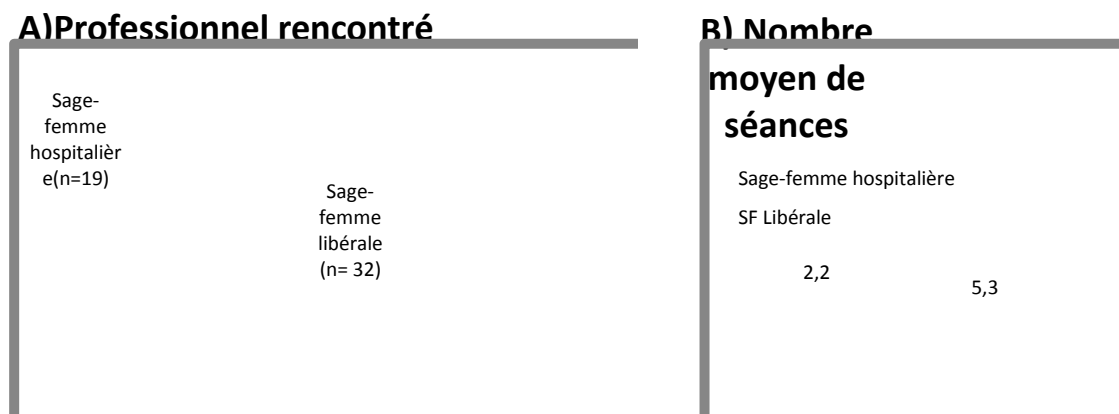 A)Professionnel rencontré
Sage-
femme
hospitalièr
e(n=19)
Sage-
femme
libérale
(n= 32)
B) Nombre
moyen de
séances
Sage-femme hospitalière
SF Libérale
2,2
5,3